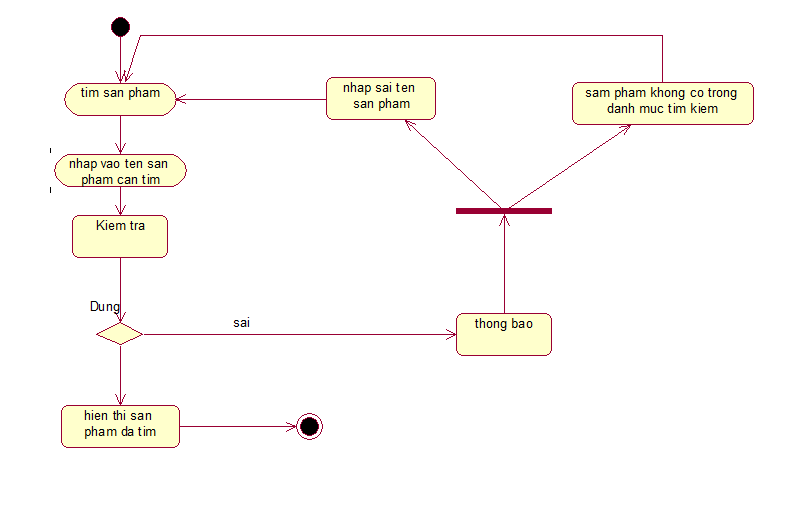 tim san pham
nhap sai ten
san pham
sam pham khong co trong
danh muc tim kiem
nhap vao ten san
pham can tim
Kiem tra
Dung
sai
thong bao
hien thi san
pham da tim